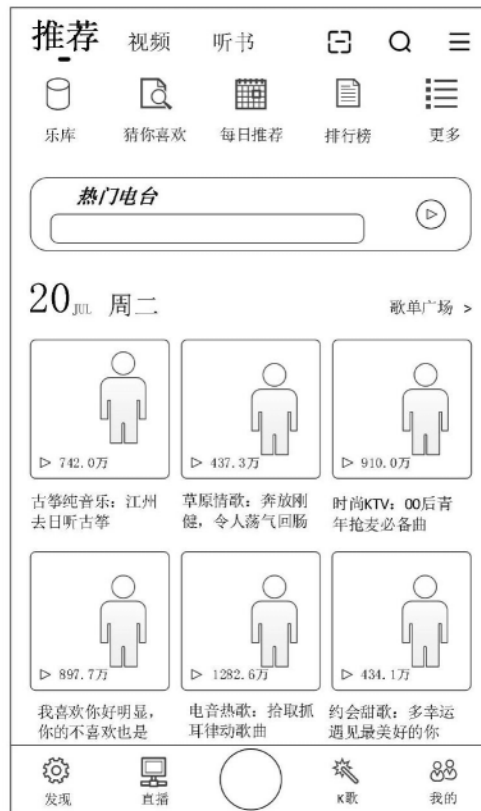 推荐 视频 听书
乐库 猜你喜欢 每日推荐 排行榜 更多
热门电台
20 JUL 周二 歌单广场 >
742.0万 437.3万 910.0万
古筝纯音乐：江州 草原情歌：奔放刚 时尚KTV：00后青
去日听古筝 健，令人荡气回肠 年抢麦必备曲
897.7万 1282.6万 434.1万
我喜欢你好明显， 电音热歌：拾取抓 约会甜歌：多幸运
你的不喜欢也是 耳律动歌曲 遇见最美好的你
发现 直播 K歌 我的